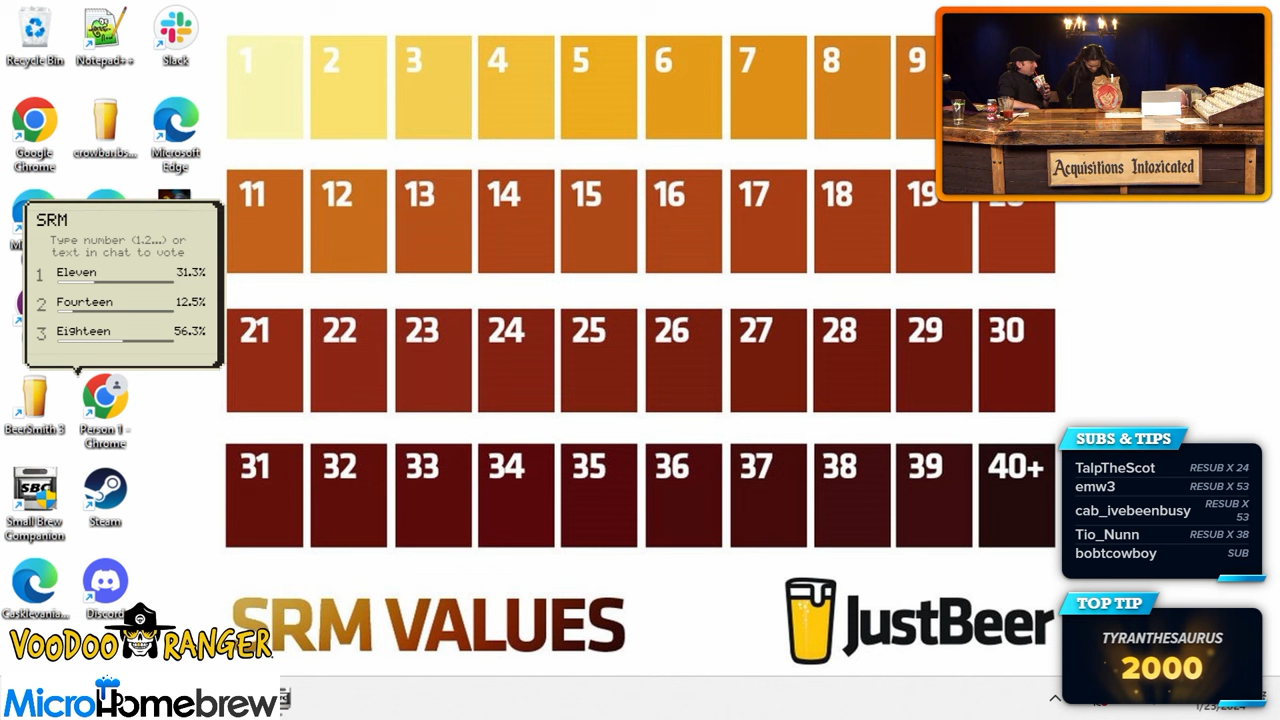 Recycle Bin
Notepad++
Slack
Google
Chrome
crowbaribs...
Microsoft
Edge
SRM
Type number (1,2...) or
text in chat to vote
1 Eleven 31.3%
2 Fourteen 12.5%
3 Eighteen 56.3%
BeerSmith 3
Person 1 -
Chrome
SBC
Small Brew
Companion
Steam
Casklevania...
Discord
VOODOO RANGER
MicroHomebrew
1 2 3 4 5 6 7 8 9
11 12 13 14 15 16 17 18 19
21 22 23 24 25 26 27 28 29 30
31 32 33 34 35 36 37 38 39 40+
SRM VALUES
JustBeer
Acquisitions Intoxicated
SUBS & TIPS
TalpTheScot RESUB X 24
emw3 RESUB X 53
cab_ivebeenbusy RESUB X
53
Tio_Nunn RESUB X 38
bobtcowboy SUB
TOP TIP
TYRANTHESAURUS
2000